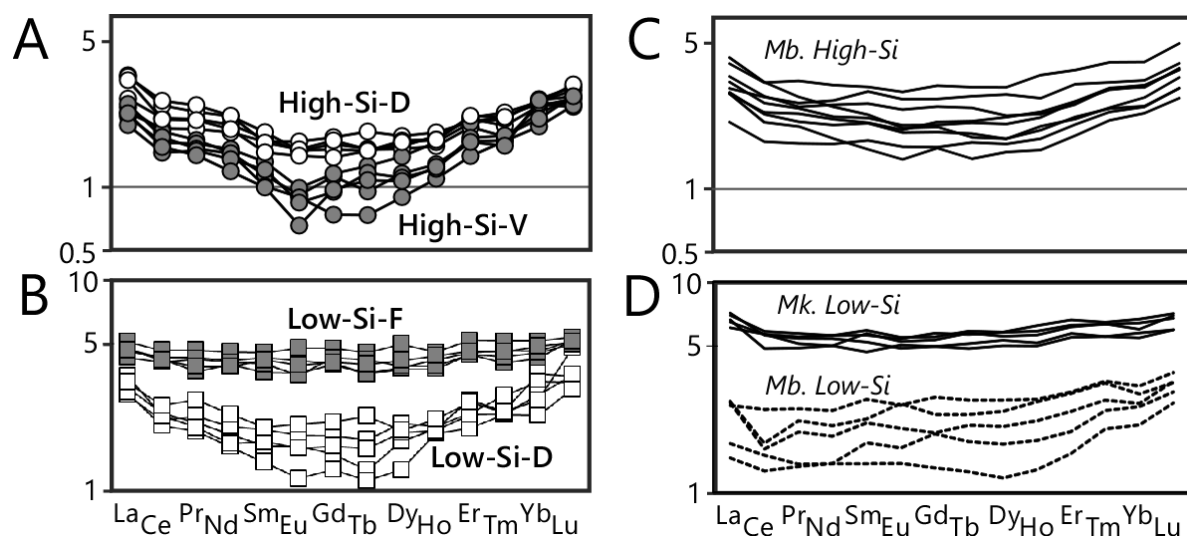 A
5
1
0.5
High-Si-D
High-Si-V
B
10
5
1
Low-Si-F
Low-Si-D
La Ce Pr Nd Sm Eu Gd Tb Dy Ho Er Tm Yb Lu
C
5
1
0.5
Mb. High-Si
D
10
5
1
Mk. Low-Si
Mb. Low-Si
La Ce Pr Nd Sm Eu Gd Tb Dy Ho Er Tm Yb Lu